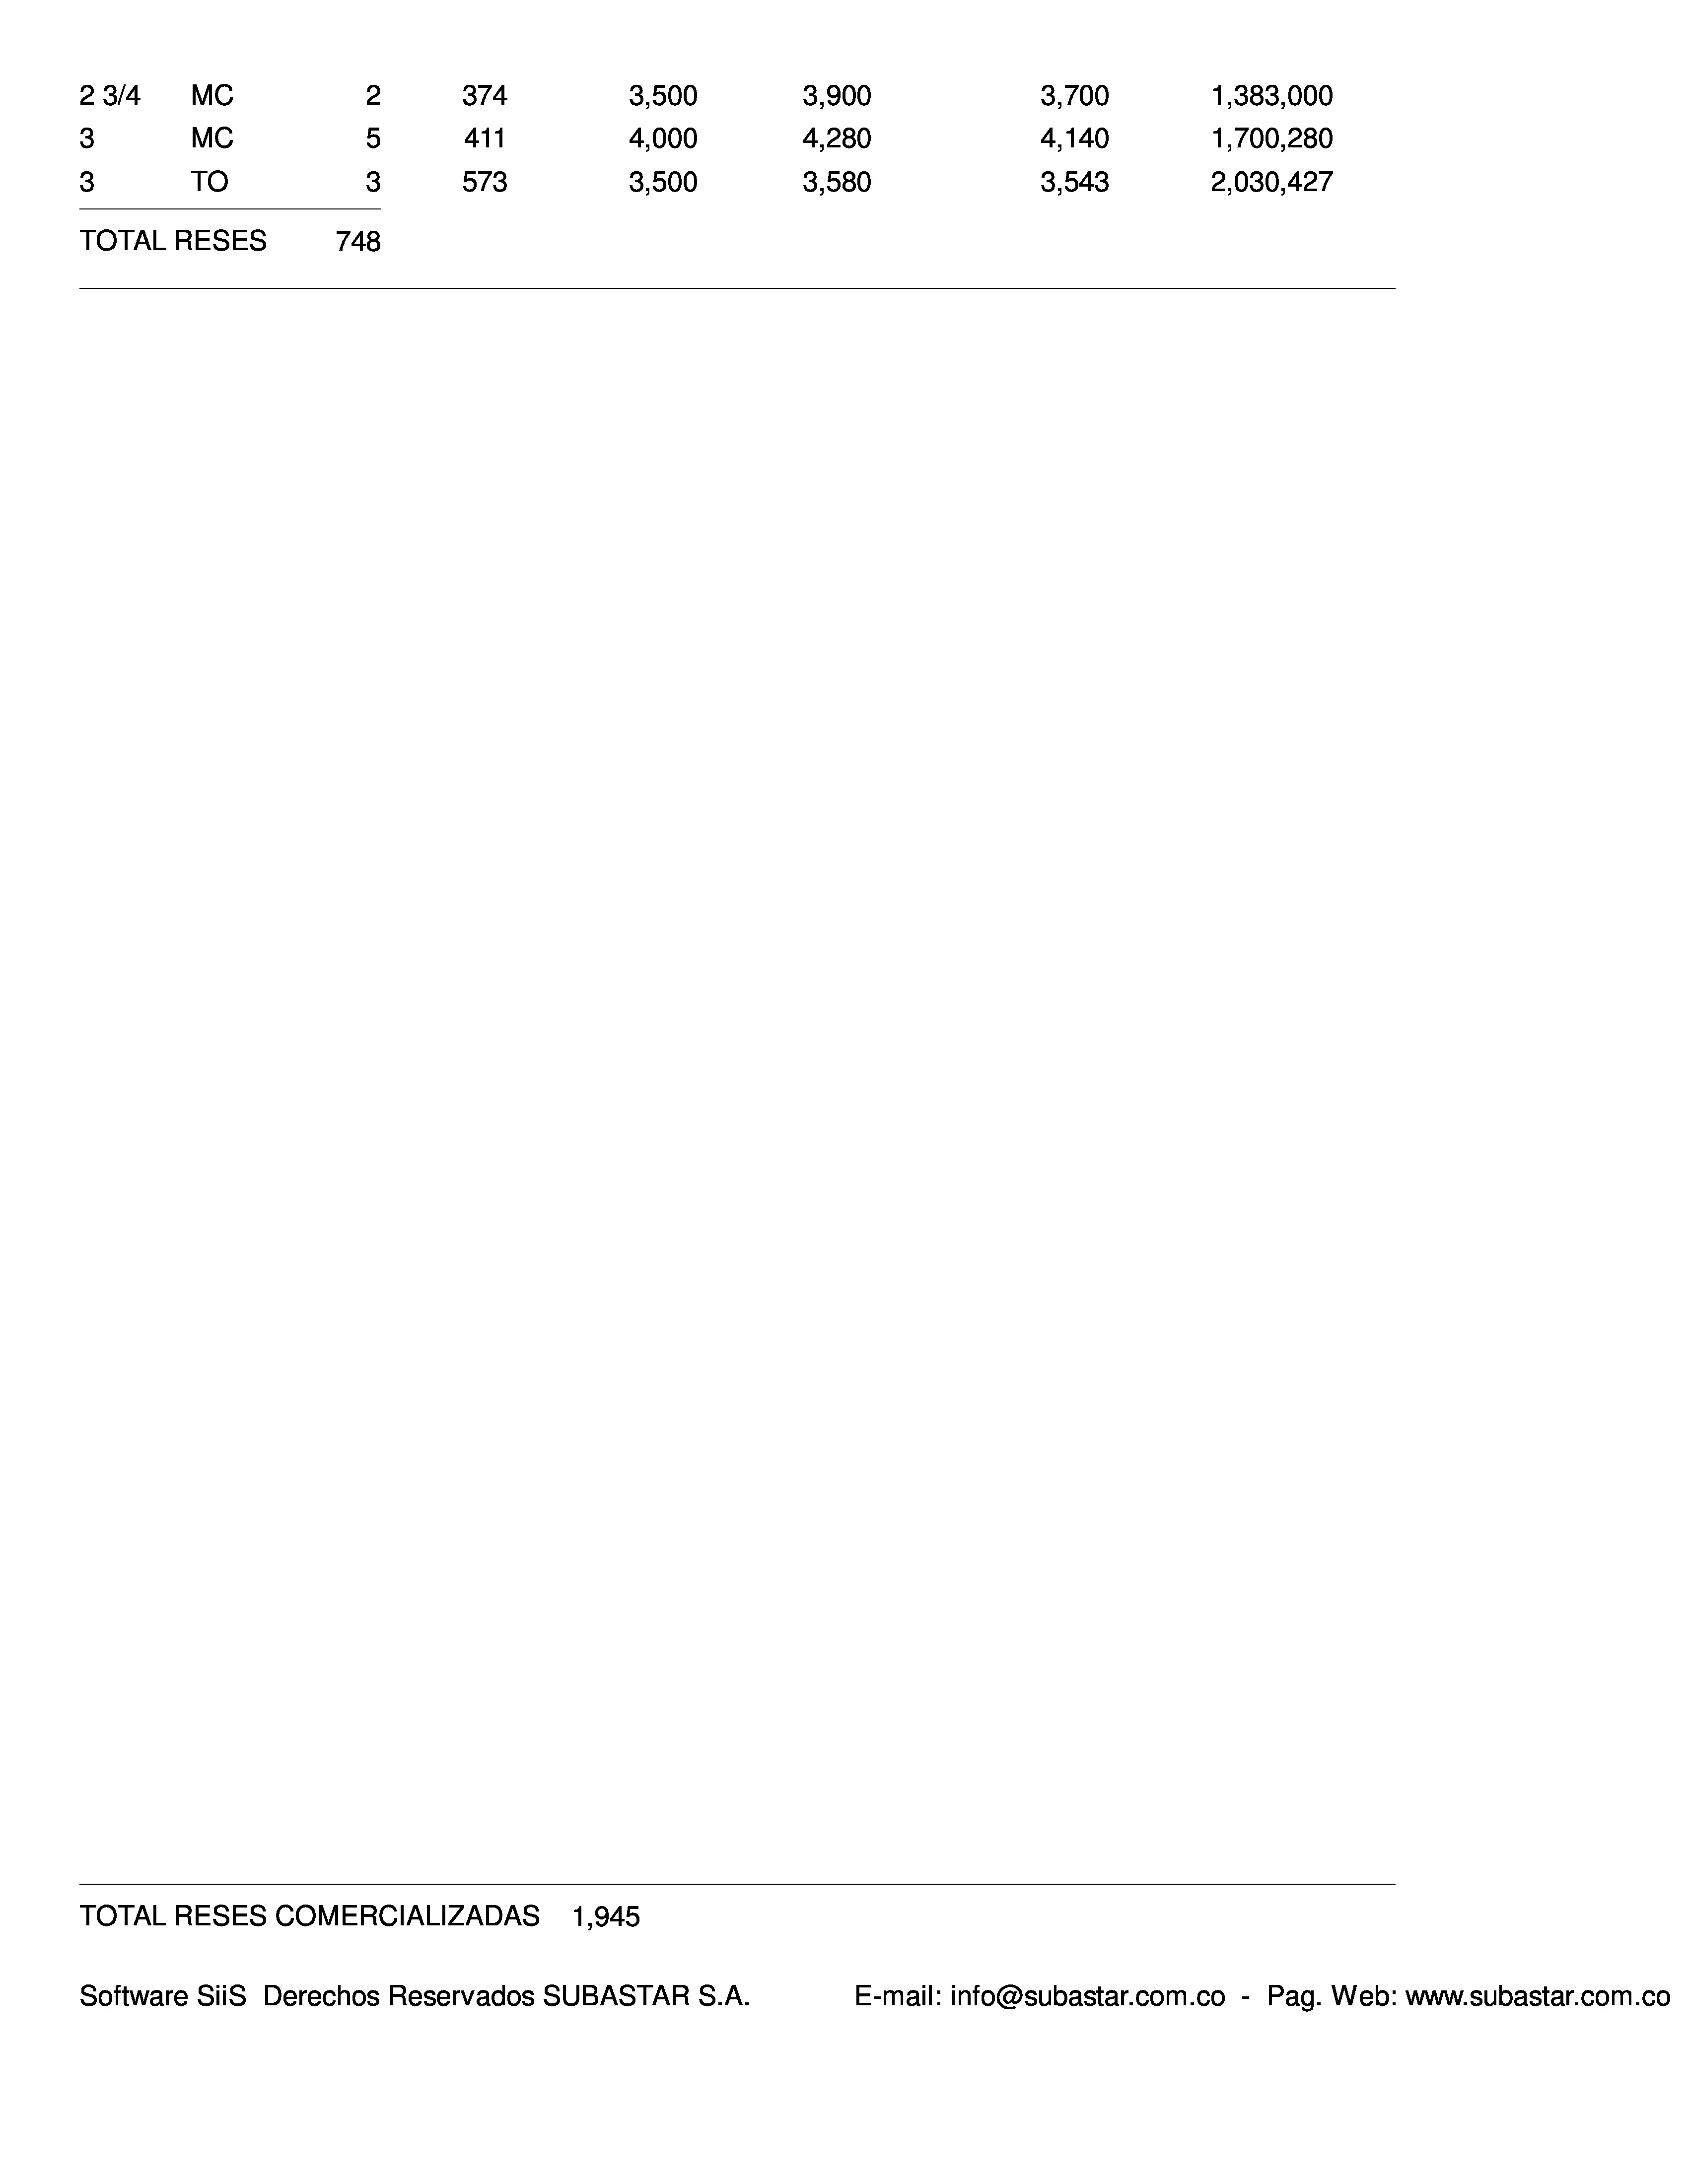 2 3/4 MC 2 374 3,500 3,900 3,700 1,383,000
3 MC 5 411 4,000 4,280 4,140 1,700,280
3 TO 3 573 3,500 3,580 3,543 2,030,427
TOTAL RESES 748
TOTAL RESES COMERCIALIZADAS 1,945
Software SiiS Derechos Reservados SUBASTAR S.A. E-mail: info@subastar.com.co - Pag. Web: www.subastar.com.co